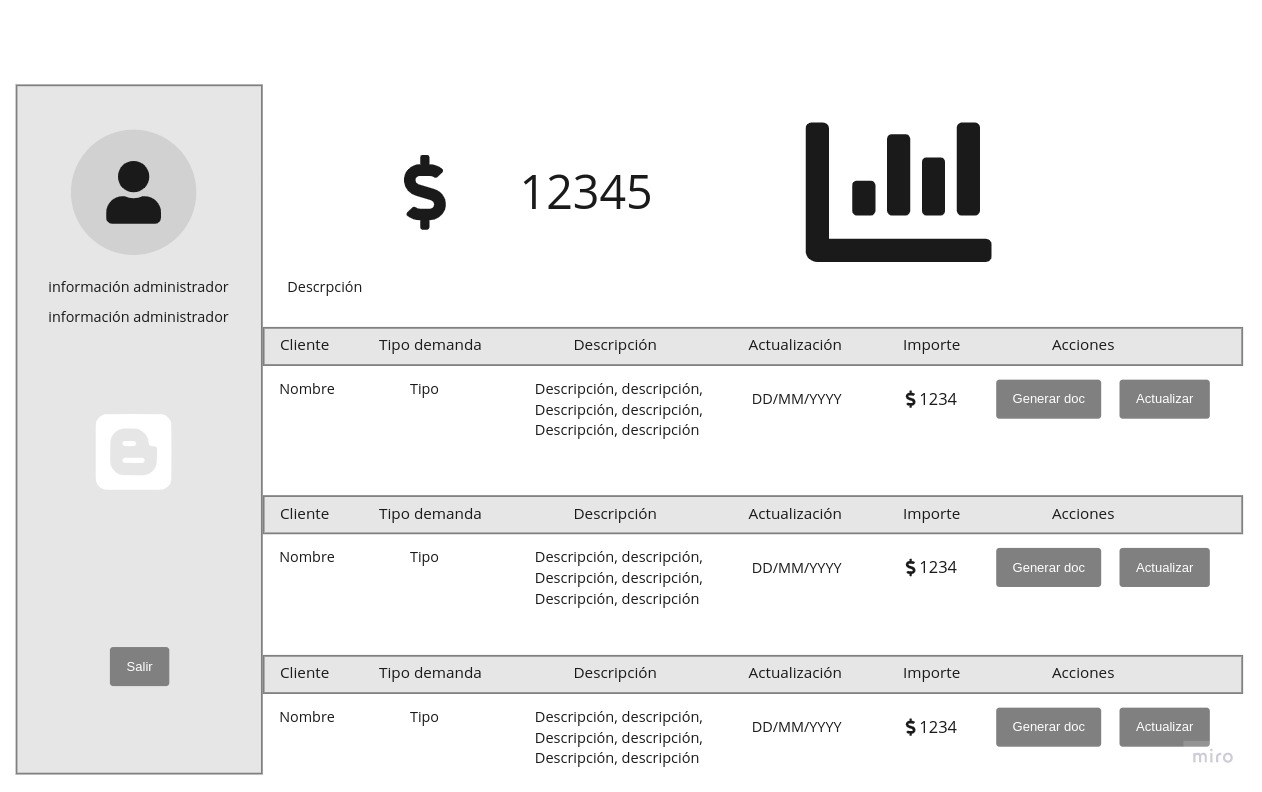 $ 12345
información administrador
información administrador
Salir
Descrpción
Cliente Tipo demanda Descripción Actualización Importe Acciones
Nombre Tipo Descripción, descripción, DD/MM/YYYY $ 1234 Generar doc Actualizar
Descripción, descripción,
Descripción, descripción
Cliente Tipo demanda Descripción Actualización Importe Acciones
Nombre Tipo Descripción, descripción, DD/MM/YYYY $ 1234 Generar doc Actualizar
Descripción, descripción,
Descripción, descripción
Cliente Tipo demanda Descripción Actualización Importe Acciones
Nombre Tipo Descripción, descripción, DD/MM/YYYY $ 1234 Generar doc Actualizar
Descripción, descripción,
Descripción, descripción
miro